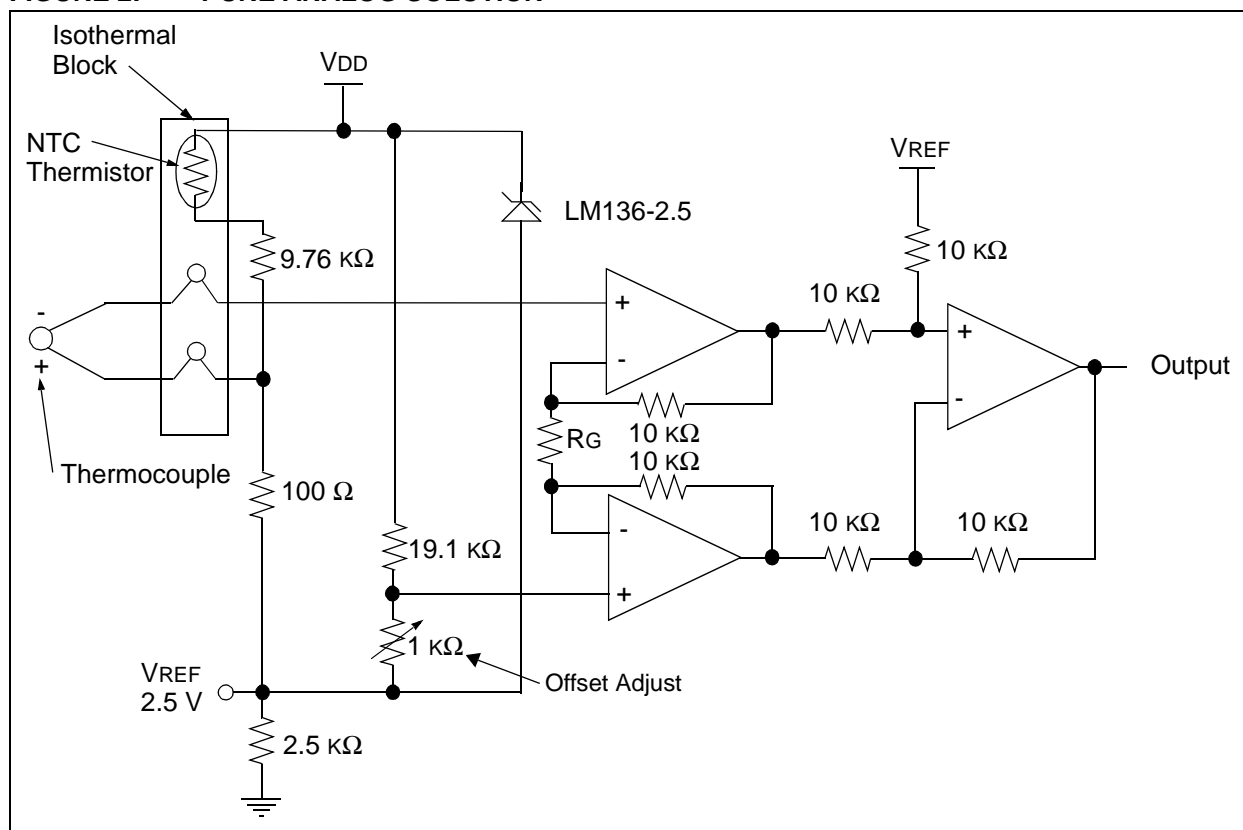 FIGURE 2: PURE ANALOG SOLUTION
Isothermal
Block
VDD
NTC
Thermistor
VREF
LM136-2.5
10 KΩ
9.76 KΩ
10 KΩ
+
-
-
+
+
-
Output
RG
10 KΩ
10 KΩ
Thermocouple
100 Ω
10 KΩ
10 KΩ
19.1 KΩ
-
+
1 KΩ
VREF
2.5 V
Offset Adjust
2.5 KΩ